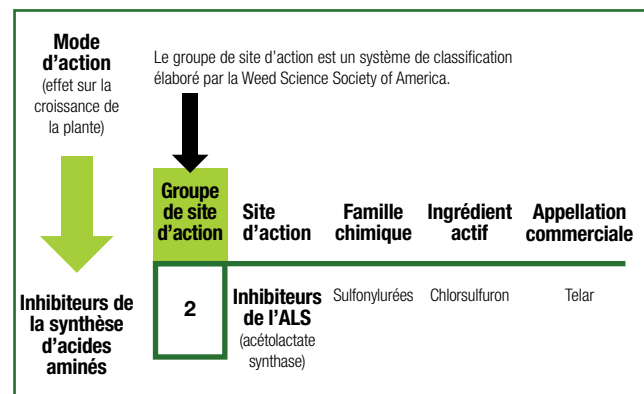 Mode
d'action
(effet sur la
croissance de
la plante)
Le groupe de site d'action est un système de classification
élaboré par la Weed Science Society of America.
Groupe
de site
d'action
Site
d'action
Famille
chimique
Ingrédient
actif
Appellation
commerciale
Inhibiteurs de
la synthèse
d'acides
aminés
2
Inhibiteurs
de l'ALS
(acétolactate
synthase)
Sulfonylurées
Chlorsulfuron
Telar